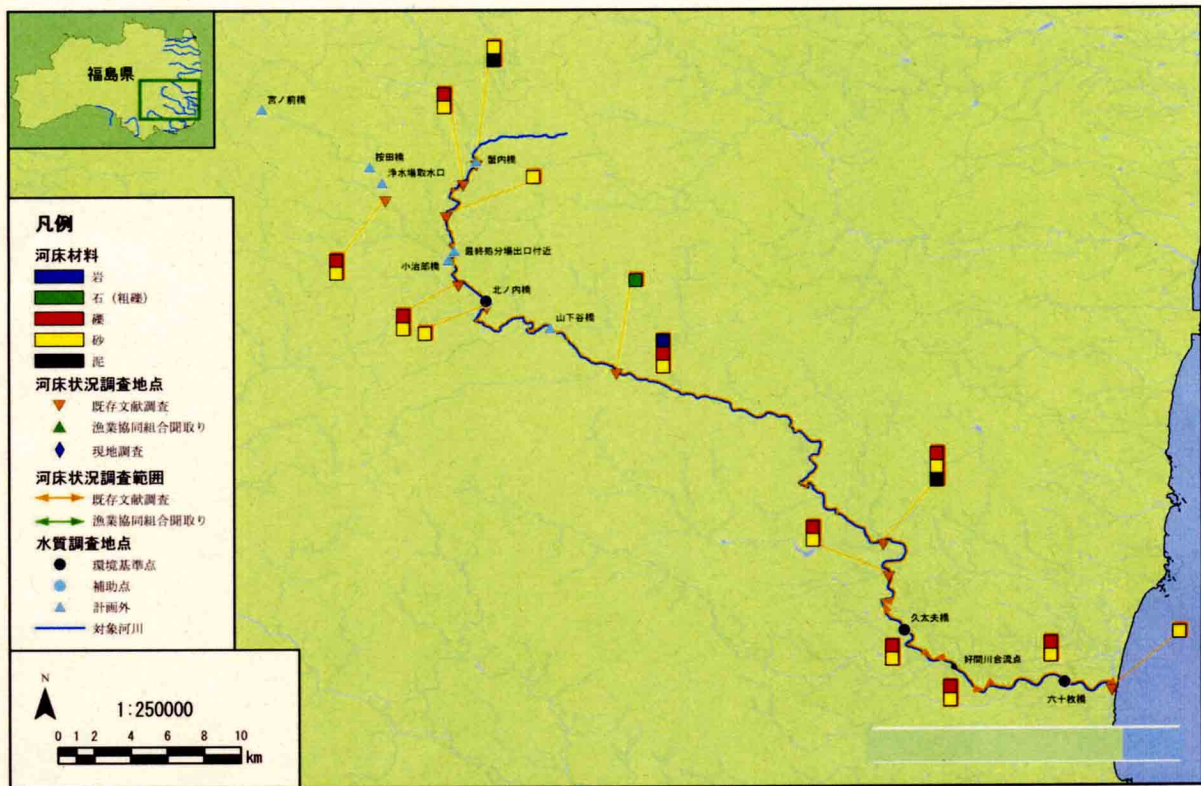 福島県
宮ノ前橋
按田橋
浄水場取水口
蟹内橋
最終処分場出口付近
小治郎橋
北ノ内橋
山下谷橋
久太夫橋
好間川合流点
六十枚橋
凡例
河床材料
岩
石（粗礫）
礫
砂
泥
河床状況調査地点
既存文献調査
漁業協同組合聞取り
現地調査
河床状況調査範囲
既存文献調査
漁業協同組合聞取り
水質調査地点
環境基準点
補助点
計画外
対象河川
N
1:250000
0 1 2 4 6 8 10
km